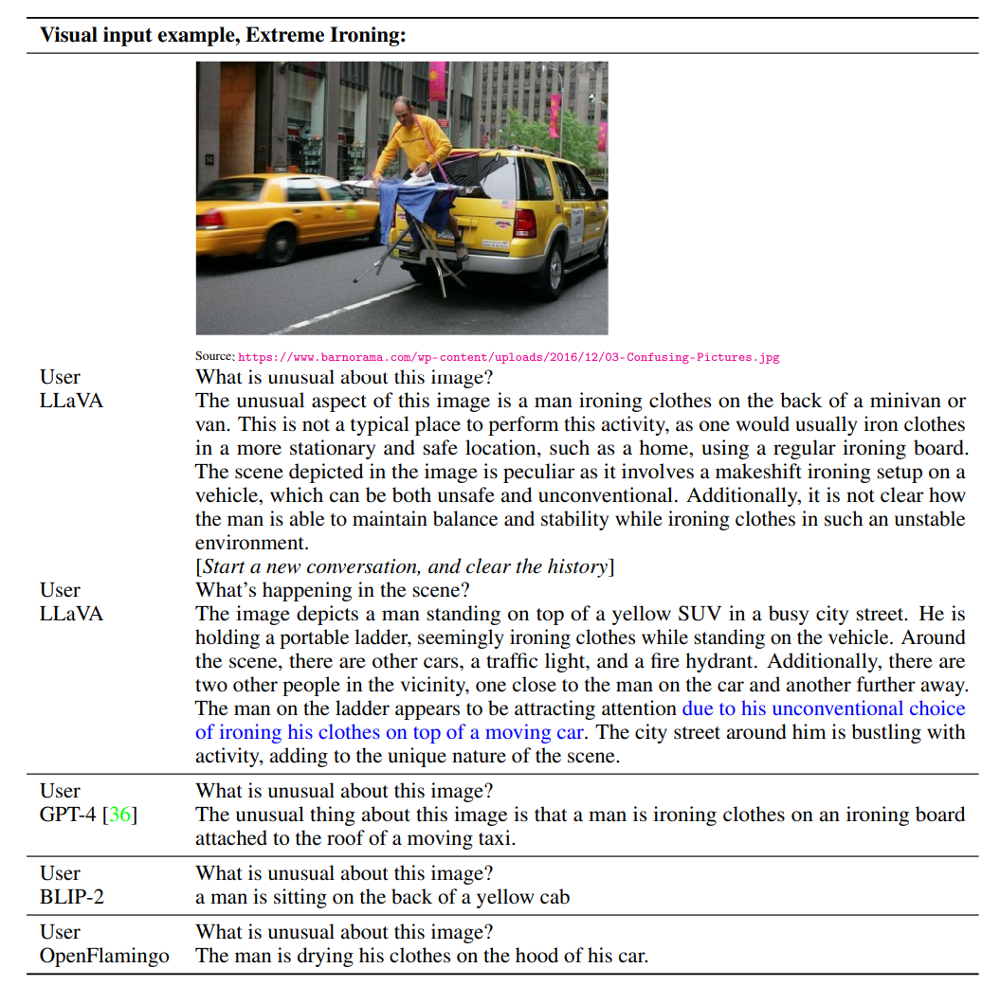 Visual input example, Extreme Ironing:
Source: https://www.barnorama.com/wp-content/uploads/2016/12/03-Confusing-Pictures.jpg
User What is unusual about this image?
LLaVA The unusual aspect of this image is a man ironing clothes on the back of a minivan or
van. This is not a typical place to perform this activity, as one would usually iron clothes
in a more stationary and safe location, such as a home, using a regular ironing board.
The scene depicted in the image is peculiar as it involves a makeshift ironing setup on a
vehicle, which can be both unsafe and unconventional. Additionally, it is not clear how
the man is able to maintain balance and stability while ironing clothes in such an unstable
environment.
[Start a new conversation, and clear the history]
User What's happening in the scene?
LLaVA The image depicts a man standing on top of a yellow SUV in a busy city street. He is
holding a portable ladder, seemingly ironing clothes while standing on the vehicle. Around
the scene, there are other cars, a traffic light, and a fire hydrant. Additionally, there are
two other people in the vicinity, one close to the man on the car and another further away.
The man on the ladder appears to be attracting attention due to his unconventional choice
of ironing his clothes on top of a moving car. The city street around him is bustling with
activity, adding to the unique nature of the scene.
User What is unusual about this image?
GPT-4 [36] The unusual thing about this image is that a man is ironing clothes on an ironing board
attached to the roof of a moving taxi.
User What is unusual about this image?
BLIP-2 a man is sitting on the back of a yellow cab
User What is unusual about this image?
OpenFlamingo The man is drying his clothes on the hood of his car.